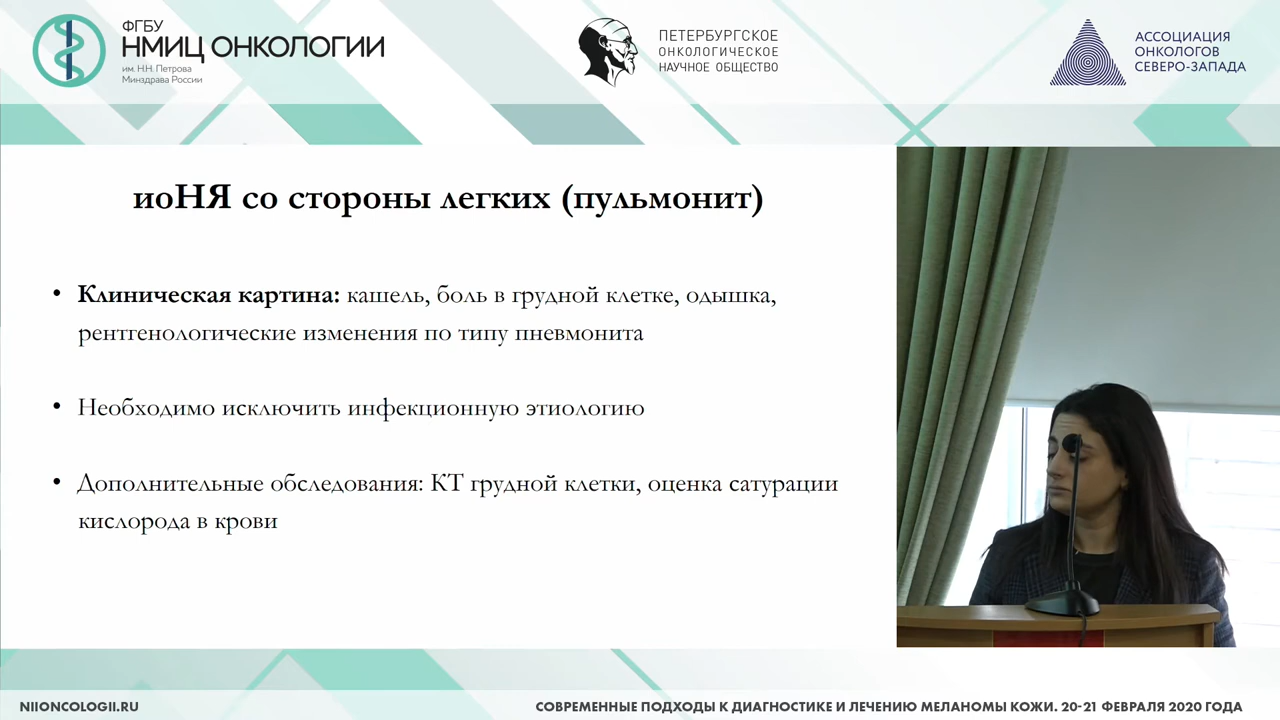 ФГБУ
НМИЦ ОНКОЛОГИИ
им. Н.Н. Петрова
Минздрава России
ПЕТЕРБУРГСКОЕ
ОНКОЛОГИЧЕСКОЕ
НАУЧНОЕ ОБЩЕСТВО
АССОЦИАЦИЯ
ОНКОЛОГОВ
СЕВЕРО-ЗАПАДА
иоНЯ со стороны легких (пульмонит)
• Клиническая картина: кашель, боль в грудной клетке, одышка,
рентгенологические изменения по типу пневмонита
• Необходимо исключить инфекционную этиологию
• Дополнительные обследования: КТ грудной клетки, оценка сатурации
кислорода в крови
NIIONCOLOGII.RU
СОВРЕМЕННЫЕ ПОДХОДЫ К ДИАГНОСТИКЕ И ЛЕЧЕНИЮ МЕЛАНОМЫ КОЖИ. 20-21 ФЕВРАЛЯ 2020 ГОДА